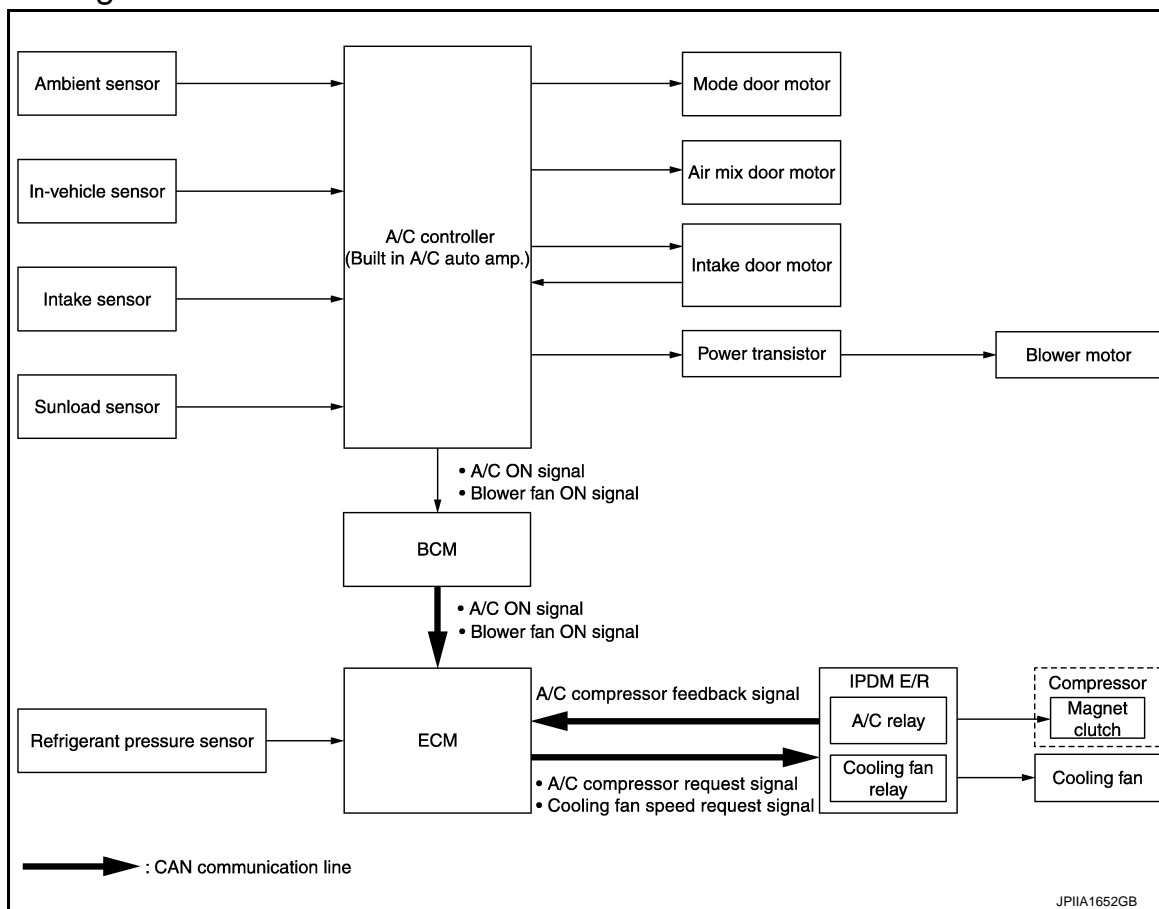 Ambient sensor
In-vehicle sensor
Intake sensor
Sunload sensor
A/C controller
(Built in A/C auto amp.)
Mode door motor
Air mix door motor
Intake door motor
Power transistor
Blower motor
• A/C ON signal
• Blower fan ON signal
BCM
• A/C ON signal
• Blower fan ON signal
Refrigerant pressure sensor
ECM
A/C compressor feedback signal
• A/C compressor request signal
• Cooling fan speed request signal
IPDM E/R
A/C relay
Cooling fan
relay
Compressor
Magnet
clutch
Cooling fan
: CAN communication line
JPIIA1652GB